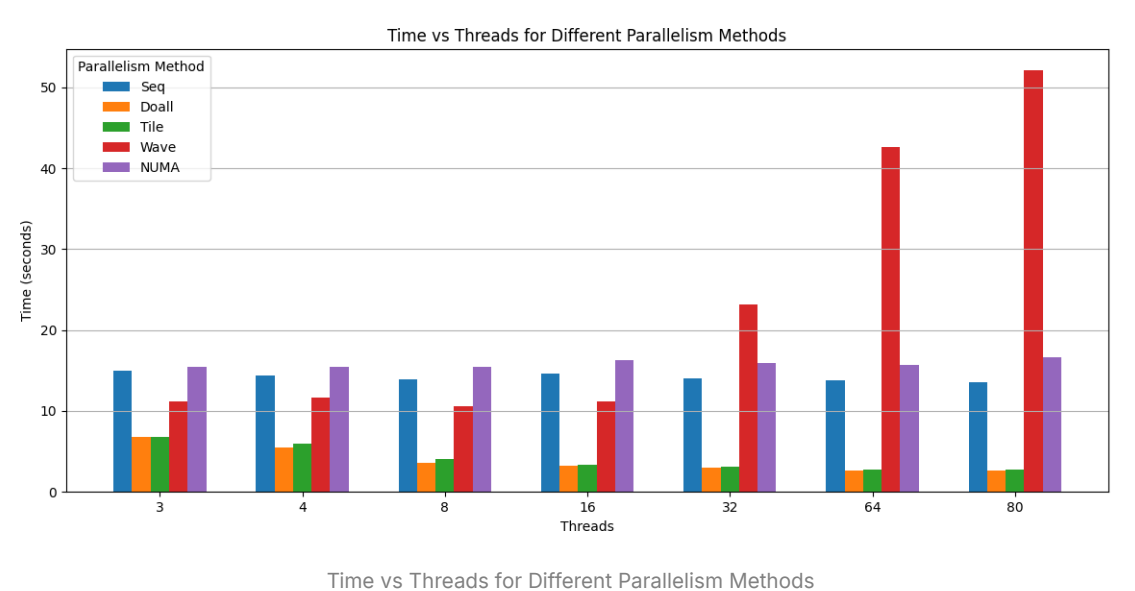 Time vs Threads for Different Parallelism Methods
Parallelism Method
Seq
Doall
Tile
Wave
NUMA
50
40
30
20
10
0
Time (seconds)
3 4 8 16 32 64 80
Threads
Time vs Threads for Different Parallelism Methods